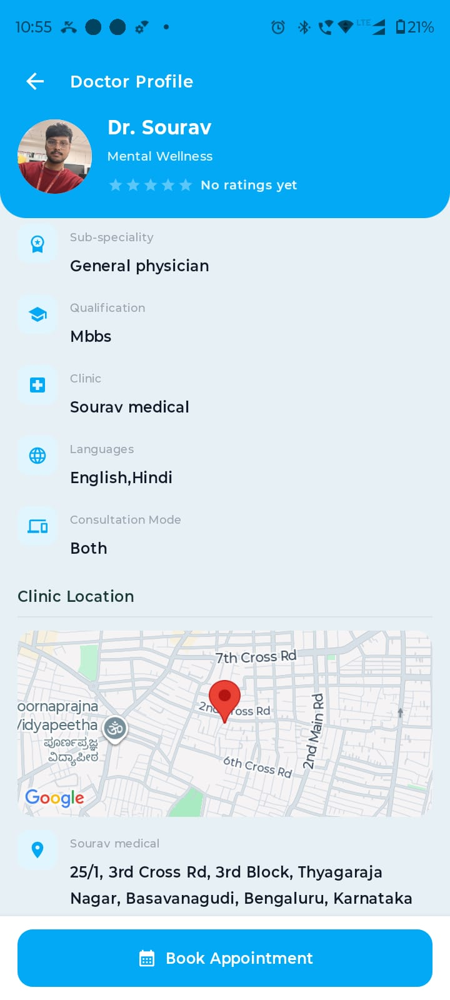 10:55
LTE
21%
Doctor Profile
Dr. Sourav
Mental Wellness
No ratings yet
Sub-speciality
General physician
Qualification
Mbbs
Clinic
Sourav medical
Languages
English,Hindi
Consultation Mode
Both
Clinic Location
7th Cross Rd
2nd Main Rd
oornaprajna
Vidyapeetha
ಪೂರ್ಣಪ್ರಜ್ಞ
ವಿದ್ಯಾಪೀಠ
ॐ
ross Rd
6th Cross Rd
Google
Sourav medical
25/1, 3rd Cross Rd, 3rd Block, Thyagaraja
Nagar, Basavanagudi, Bengaluru, Karnataka
Book Appointment